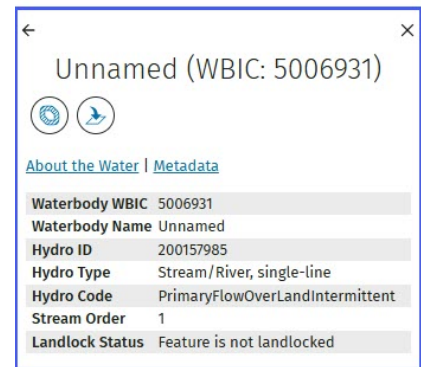 Unnamed (WBIC: 5006931)
About the Water | Metadata
Waterbody WBIC 5006931
Waterbody Name Unnamed
Hydro ID 200157985
Hydro Type Stream/River, single-line
Hydro Code PrimaryFlowOverLandIntermittent
Stream Order 1
Landlock Status Feature is not landlocked